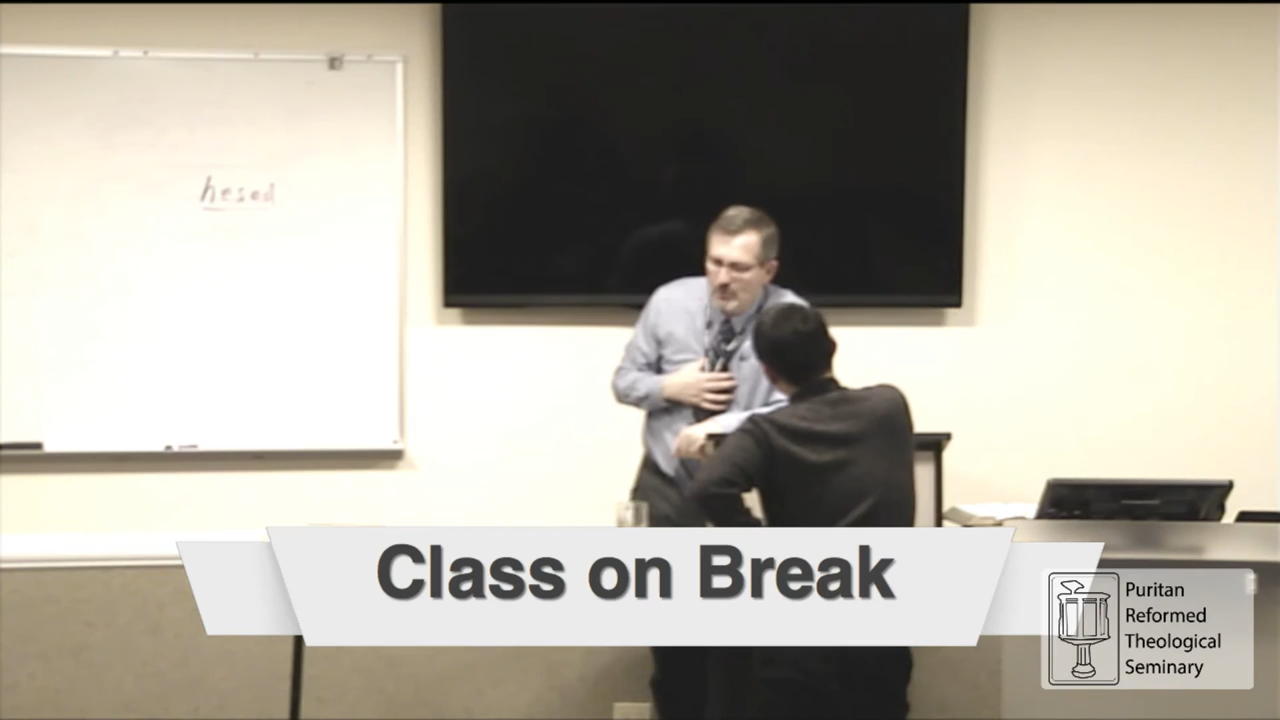 hesed
Class on Break
Puritan
Reformed
Theological
Seminary